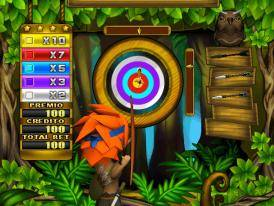 X10
X7
X5
X3
X2
PREMIO
100
CREDITO
100
TOTAL BET
100